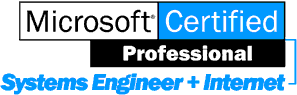 Microsoft® Certified
Professional
Systems Engineer + Internet